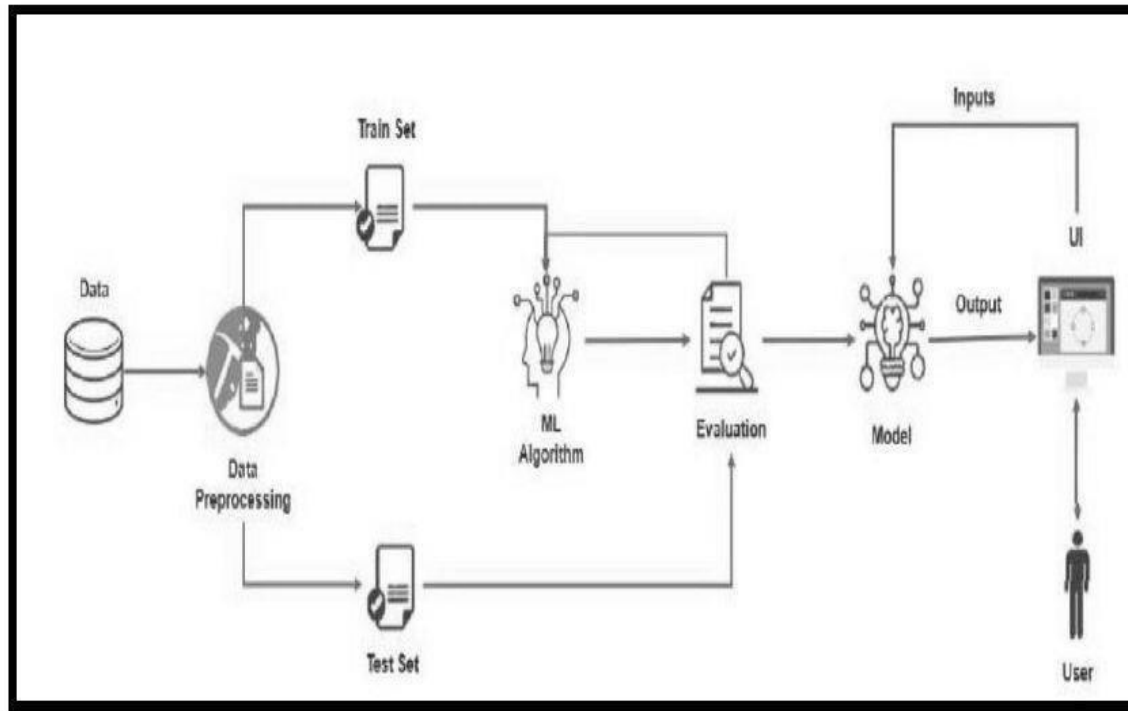 Inputs
Train Set
UI
Data
Output
ML
Algorithm
Evaluation
Model
Data
Preprocessing
Test Set
User